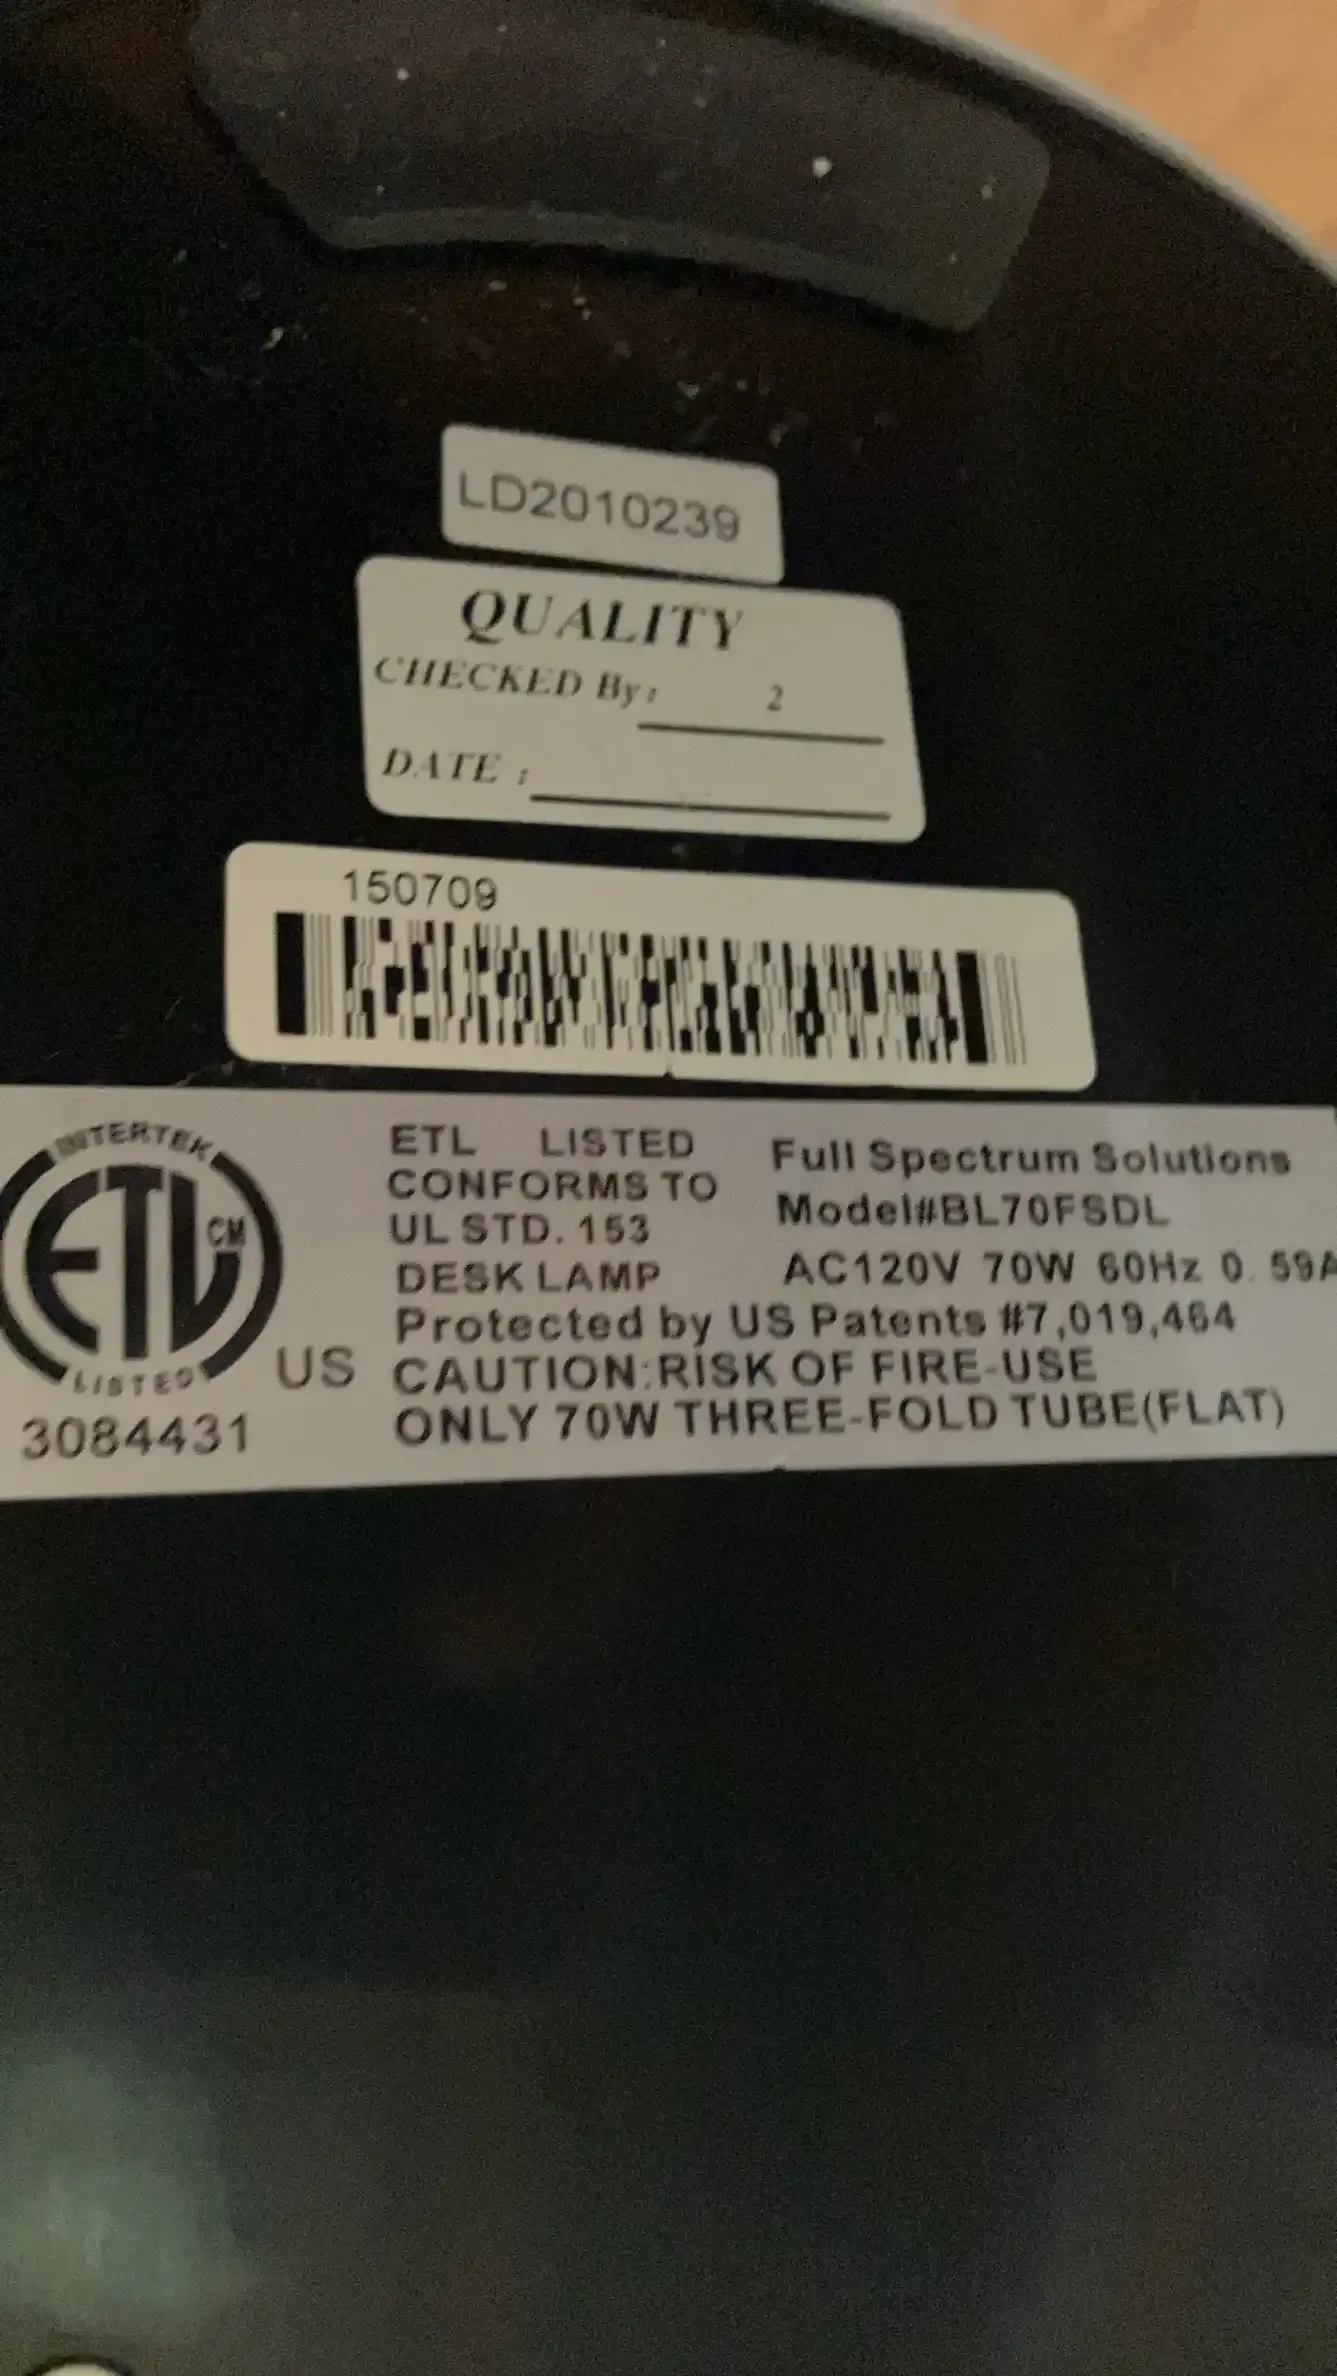 LD2010239
QUALITY
CHECKED By: 2
DATE :
150709
INTERTEK
ETL CM
LISTED
US
3084431
ETL LISTED
CONFORMS TO
UL STD. 153
DESK LAMP
Full Spectrum Solutions
Model#BL70FSDL
AC120V 70W 60Hz 0.59A
Protected by US Patents #7,019,464
CAUTION:RISK OF FIRE-USE
ONLY 70W THREE-FOLD TUBE(FLAT)